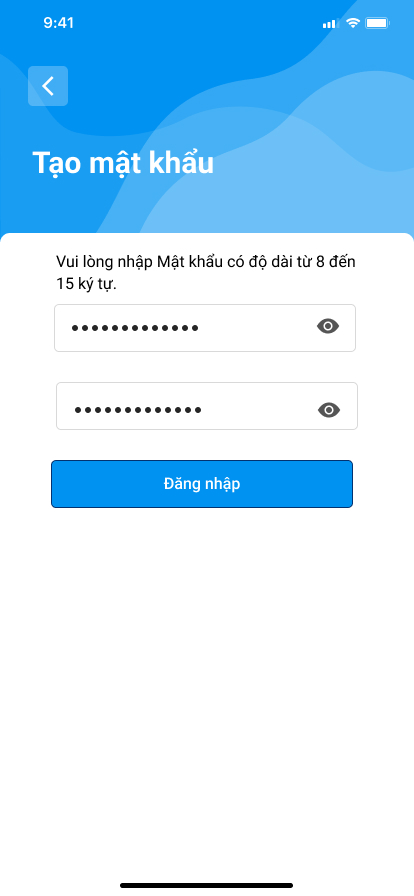 9:41
Tạo mật khẩu
Vui lòng nhập Mật khẩu có độ dài từ 8 đến
15 ký tự.
•••••••••••••
•••••••••••••
Đăng nhập